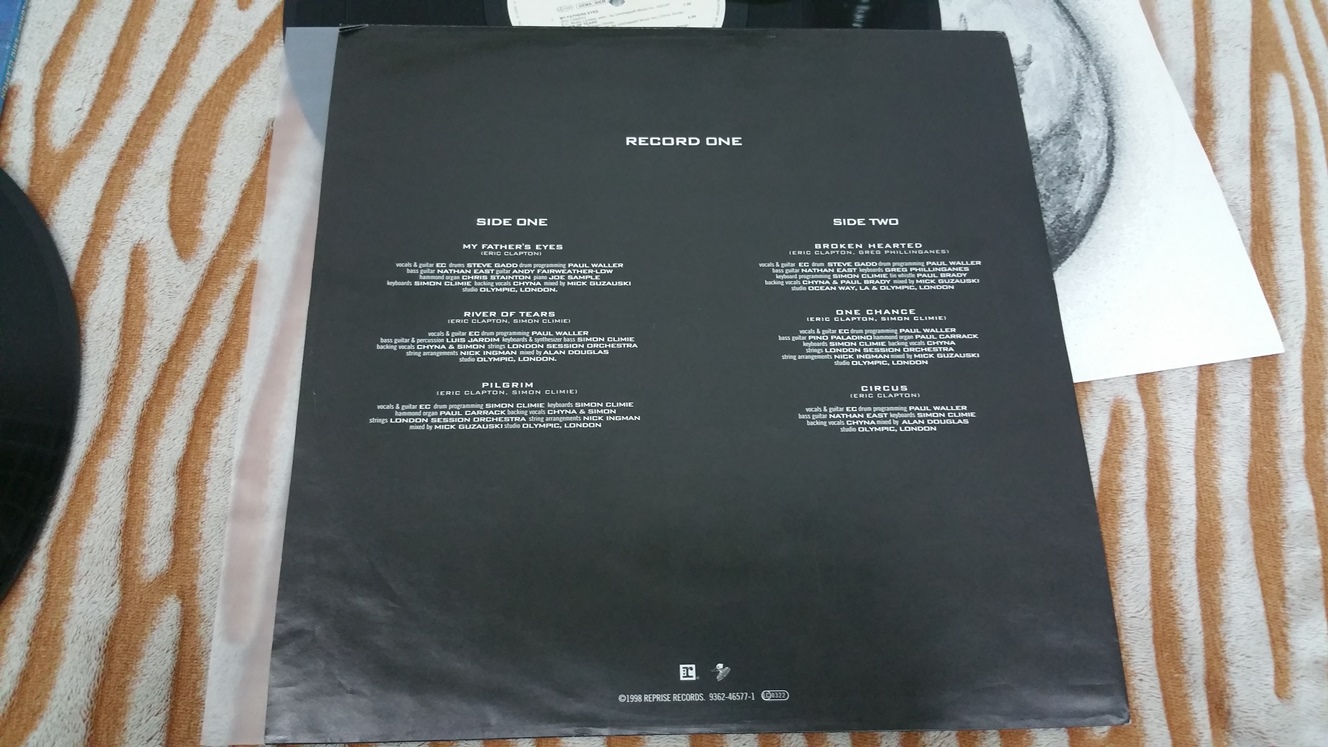 MY FATHERS EYES
RECORD ONE
SIDE ONE
MY FATHER'S EYES
(ERIC CLAPTON)
vocals & guitar EC drums STEVE GADD drum programming PAUL WALLER
bass guitar NATHAN EAST guitar ANDY FAIRWEATHER-LOW
hammond organ CHRIS STAINTON piano JOE SAMPLE
keyboards SIMON CLIMIE backing vocals CHYNA mixed by MICK GUZAUSKI
studio OLYMPIC, LONDON.
RIVER OF TEARS
(ERIC CLAPTON, SIMON CLIMIE)
vocals & guitar EC drum programming PAUL WALLER
bass guitar & percussion LUIS JARDIM keyboards & synthesizer bass SIMON CLIMIE
backing vocals CHYNA & SIMON strings LONDON SESSION ORCHESTRA
string arrangements NICK INGMAN mixed by ALAN DOUGLAS
studio OLYMPIC, LONDON.
PILGRIM
(ERIC CLAPTON, SIMON CLIMIE)
vocals & guitar EC drum programming SIMON CLIMIE keyboards SIMON CLIMIE
hammond organ PAUL CARRACK backing vocals CHYNA & SIMON
strings LONDON SESSION ORCHESTRA string arrangements NICK INGMAN
mixed by MICK GUZAUSKI studio OLYMPIC, LONDON
SIDE TWO
BROKEN HEARTED
(ERIC CLAPTON, GREG PHILLINGANES)
vocals & guitar EC drum STEVE GADD drum programming PAUL WALLER
bass guitar NATHAN EAST keyboards GREG PHILLINGANES
keyboard programming SIMON CLIMIE tin whistle PAUL BRADY
backing vocals CHYNA & PAUL BRADY mixed by MICK GUZAUSKI
studio OCEAN WAY, LA & OLYMPIC, LONDON
ONE CHANCE
(ERIC CLAPTON, SIMON CLIMIE)
vocals & guitar EC drum programming PAUL WALLER
bass guitar PINO PALADINO hammond organ PAUL CARRACK
keyboards SIMON CLIMIE backing vocals CHYNA
strings LONDON SESSION ORCHESTRA
string arrangements NICK INGMAN mixed by MICK GUZAUSKI
studio OLYMPIC, LONDON
CIRCUS
(ERIC CLAPTON)
vocals & guitar EC drum programming PAUL WALLER
bass guitar NATHAN EAST keyboards SIMON CLIMIE
backing vocals CHYNA mixed by ALAN DOUGLAS
studio OLYMPIC, LONDON
©1998 REPRISE RECORDS. 9362-46577-1